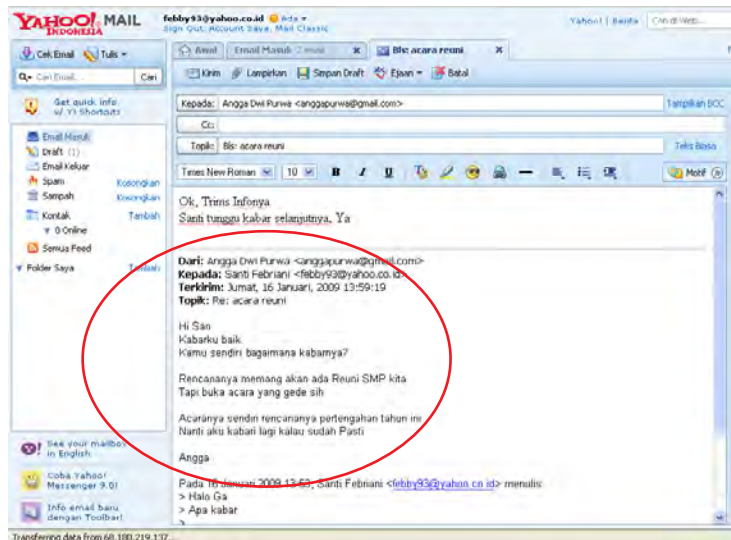 YAHOO! MAIL
INDONESIA
febby93@yahoo.co.id Ada
Sign Out, Account Save, Mail Classic
Yahoo! | Berita
Cari di Web...
Cek Email Tulis
Cari Email... Cari
Get quick info
w/ Y! Shortcuts
Email Masuk
Draft (1)
Email Keluar
Spam Kosongkan
Sampah Kosongkan
Kontak Tambah
0 Online
Semua Feed
Folder Saya Tambah
See your mailbox
in English
Coba Yahoo!
Messenger 9.0!
Info email baru
dengan Toolbar!
Awal Email Masuk x Bls: acara reuni x
Kirim Lampirkan Simpan Draft Ejaan Batal
Kepada: Angga Dwi Purwa <anggapurwa@gmail.com> Tampilkan BCC
Cc:
Topik: Bls: acara reuni Teks Biasa
Times New Roman 10 B I U Motif
Ok, Trims Infonya
Santi tunggu kabar selanjutnya, Ya
Dari: Angga Dwi Purwa <anggapurwa@gmail.com>
Kepada: Santi Febriani <febby93@yahoo.co.id>
Terkirim: Jumat, 16 Januari, 2009 13:59:19
Topik: Re: acara reuni
Hi San
Kabarku baik
Kamu sendiri bagaimana kabarnya?
Rencananya memang akan ada Reuni SMP kita
Tapi buka acara yang gede sih
Acaranya sendiri rencananya pertengahan tahun ini
Nanti aku kabari lagi kalau sudah Pasti
Angga
Pada 16 Januari 2009 13:53, Santi Febriani <febby93@yahoo.co.id> menulis:
> Halo Ga
> Apa kabar
>
Transferring data from 68.180.219.137...